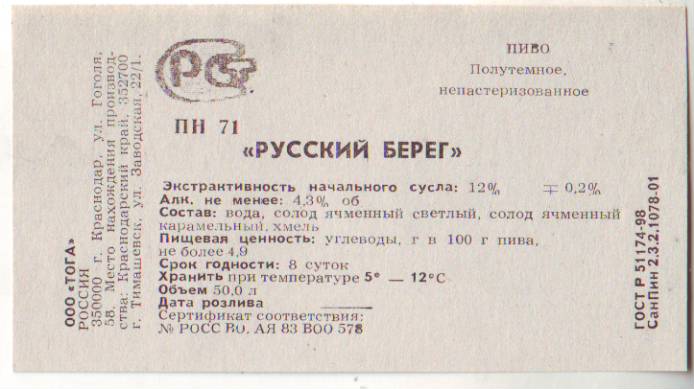 ООО «ТОГА»
РОССИЯ
350000 г. Краснодар, ул. Гоголя,
58. Место нахождения производ-
ства: Краснодарский край, 352700
г. Тимашевск, ул. Заводская, 22/1.
РС
ПН 71
ПИВО
Полутемное,
непастеризованное
«РУССКИЙ БЕРЕГ»
Экстрактивность начального сусла: 12% ∓ 0,2%
Алк. не менее: 4,3% об
Состав: вода, солод ячменный светлый, солод ячменный
карамельный, хмель
Пищевая ценность: углеводы, г в 100 г пива,
не более 4,9
Срок годности: 8 суток
Хранить при температуре 5° — 12°С
Объем 50,0 л
Дата розлива
Сертификат соответствия:
№ РОСС RU. АЯ 83 ВОО 578
ГОСТ Р 51174-98
СанПин 2.3.2.1078-01